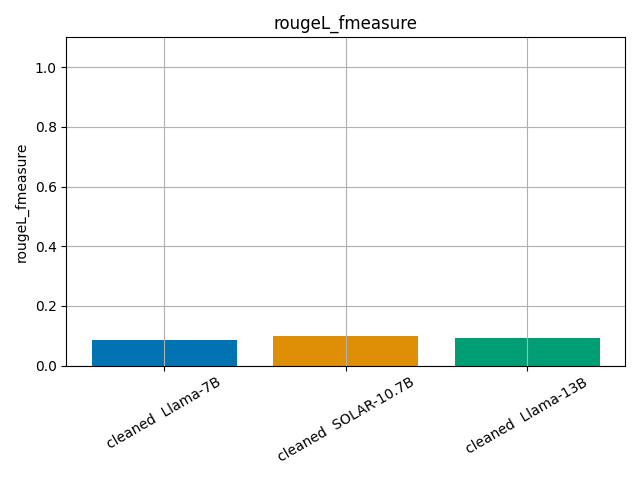 rougeL_fmeasure
rougeL_fmeasure
1.0
0.8
0.6
0.4
0.2
0.0
cleaned  Llama-7B
cleaned  SOLAR-10.7B
cleaned  Llama-13B